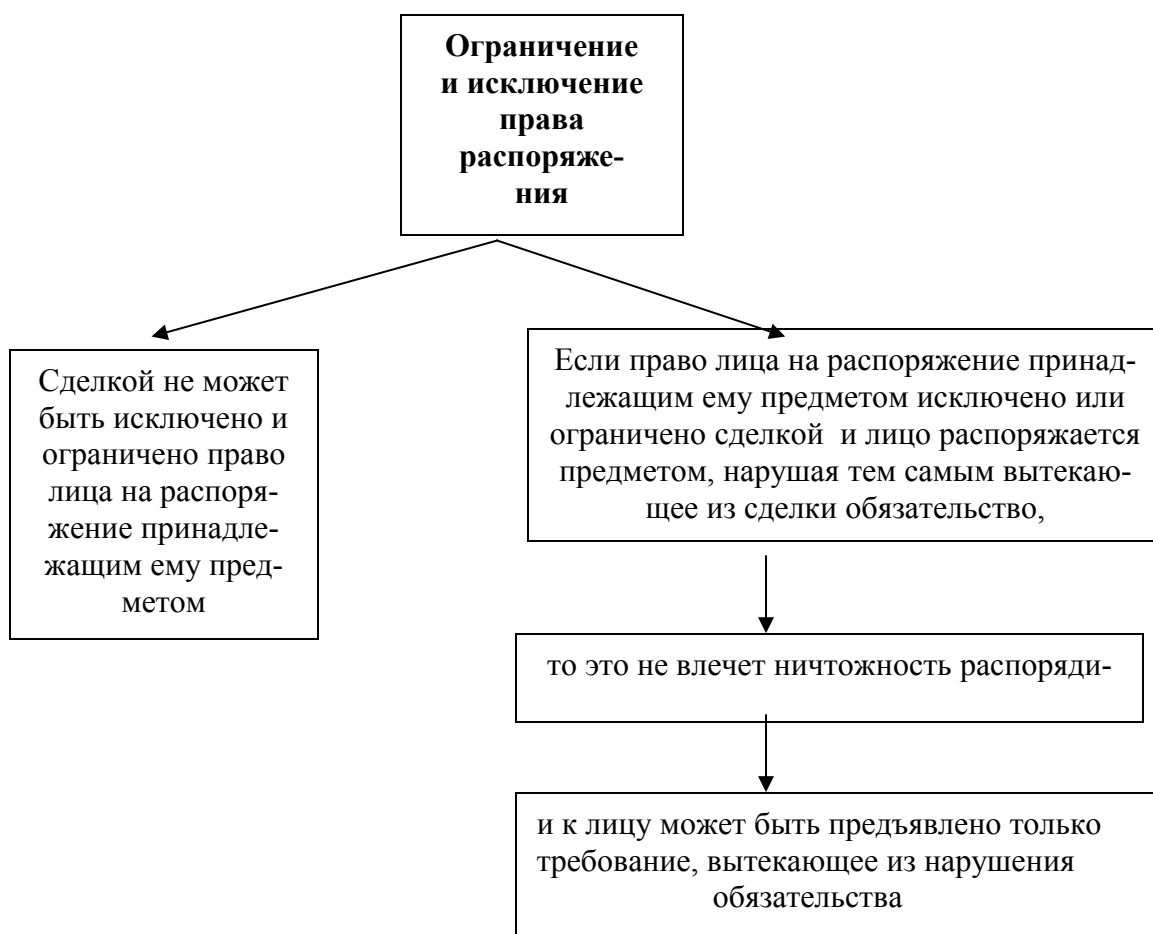 Ограничение
и исключение
права
распоряже-
ния
Сделкой не может
быть исключено и
ограничено право
лица на распоря-
жение принадле-
жащим ему пред-
метом
Если право лица на распоряжение принад-
лежащим ему предметом исключено или
ограничено сделкой и лицо распоряжается
предметом, нарушая тем самым вытекаю-
щее из сделки обязательство,
то это не влечет ничтожность распоряди-
и к лицу может быть предъявлено только
требование, вытекающее из нарушения
обязательства